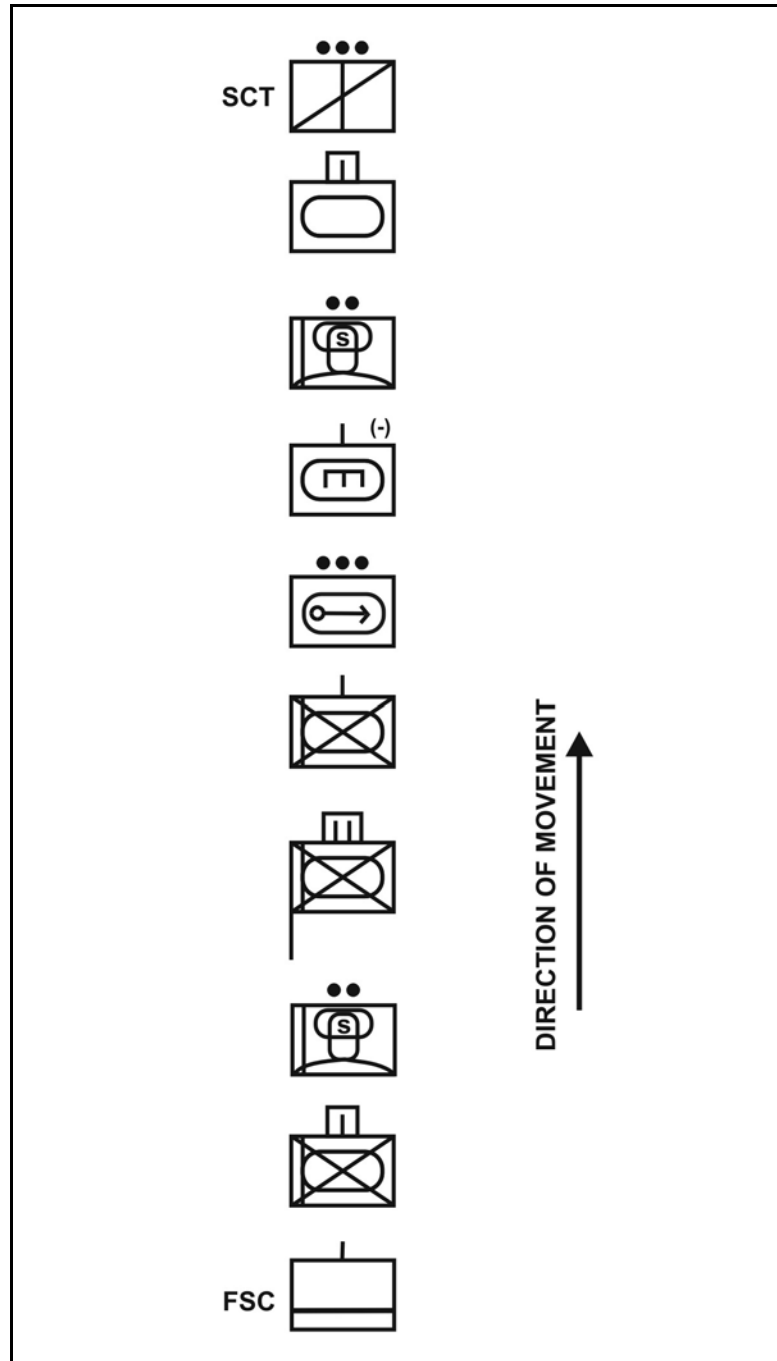 SCT
S
(-)
DIRECTION OF MOVEMENT
S
FSC